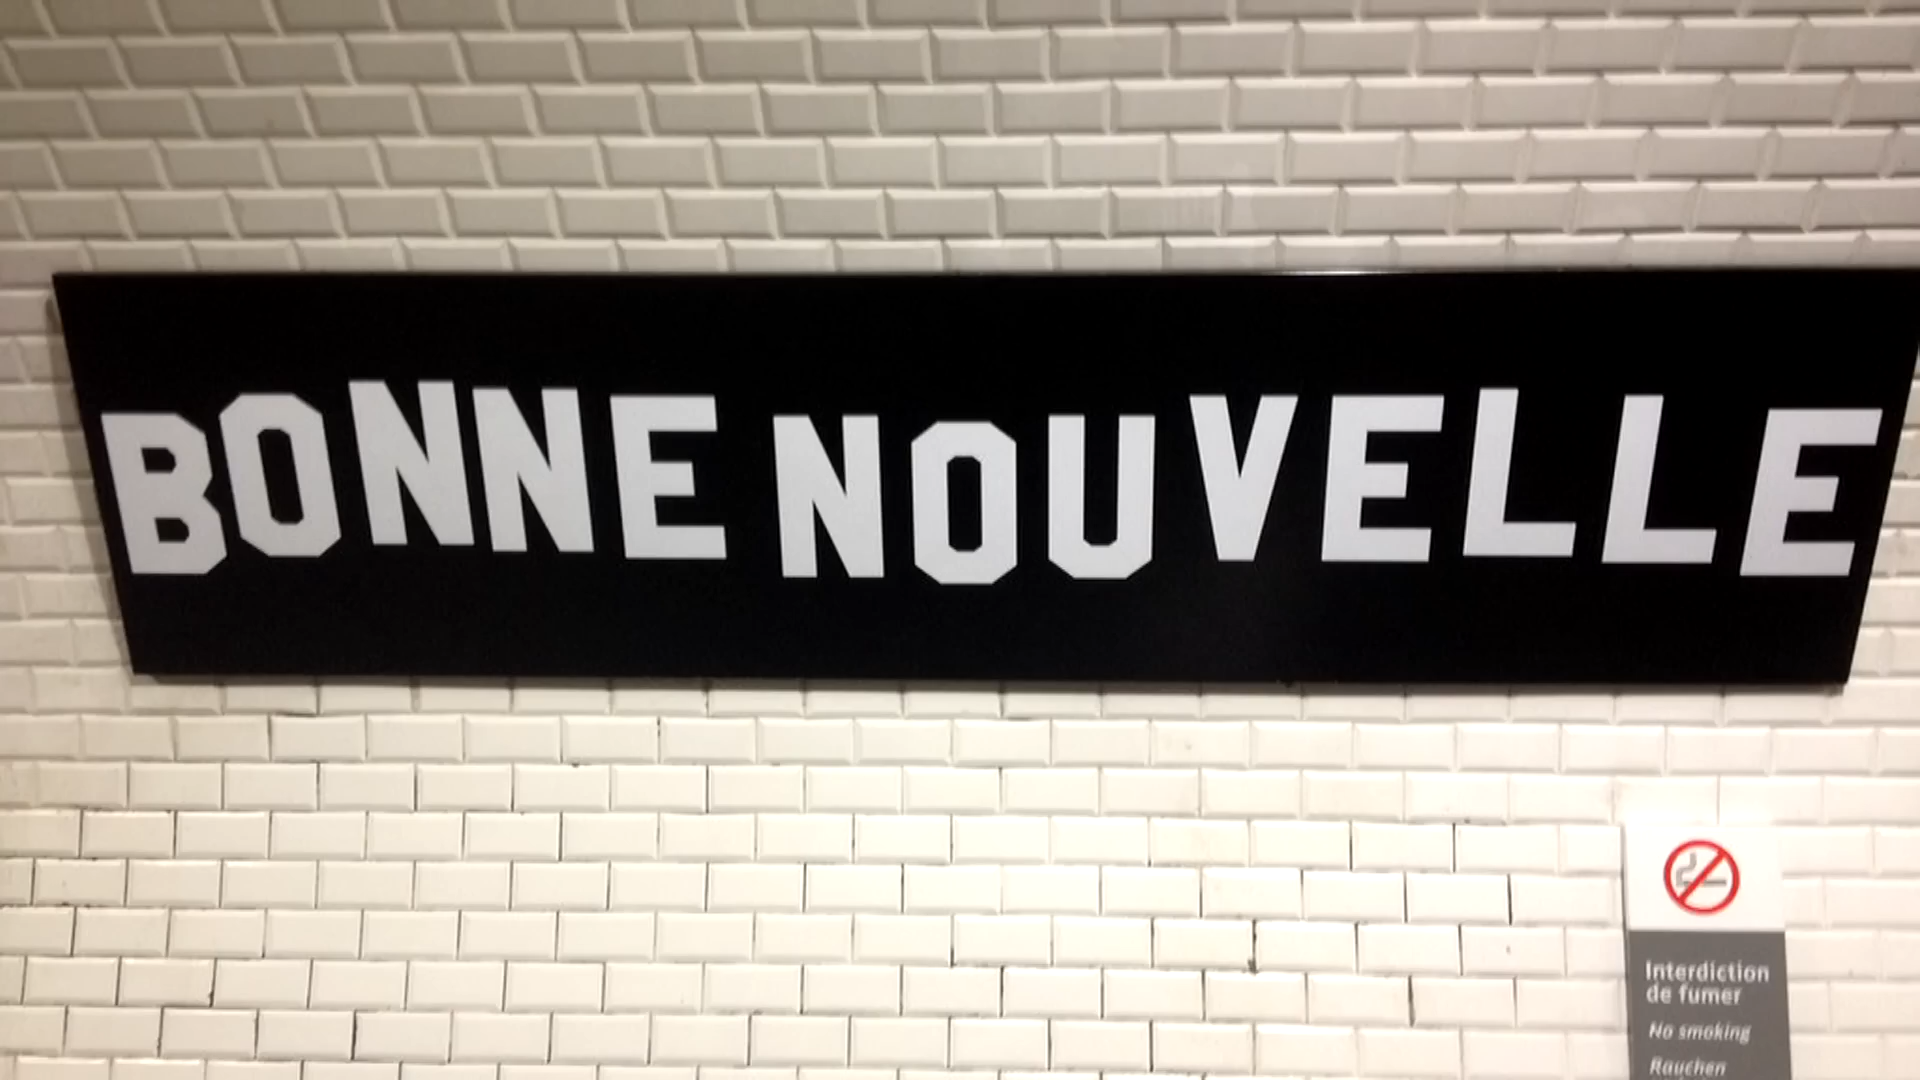 BONNE NOUVELLE
Interdiction
de fumer
No smoking
Rauchen